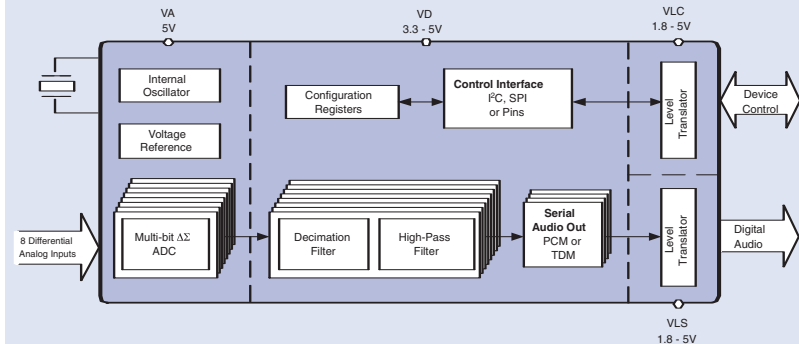 VA
5V
VD
3.3 - 5V
VLC
1.8 - 5V
Internal
Oscillator
Voltage
Reference
Configuration
Registers
Control Interface
I²C, SPI
or Pins
Level
Translator
Device
Control
8 Differential
Analog Inputs
Multi-bit ΔΣ
ADC
Decimation
Filter
High-Pass
Filter
Serial
Audio Out
PCM or
TDM
Level
Translator
Digital
Audio
VLS
1.8 - 5V